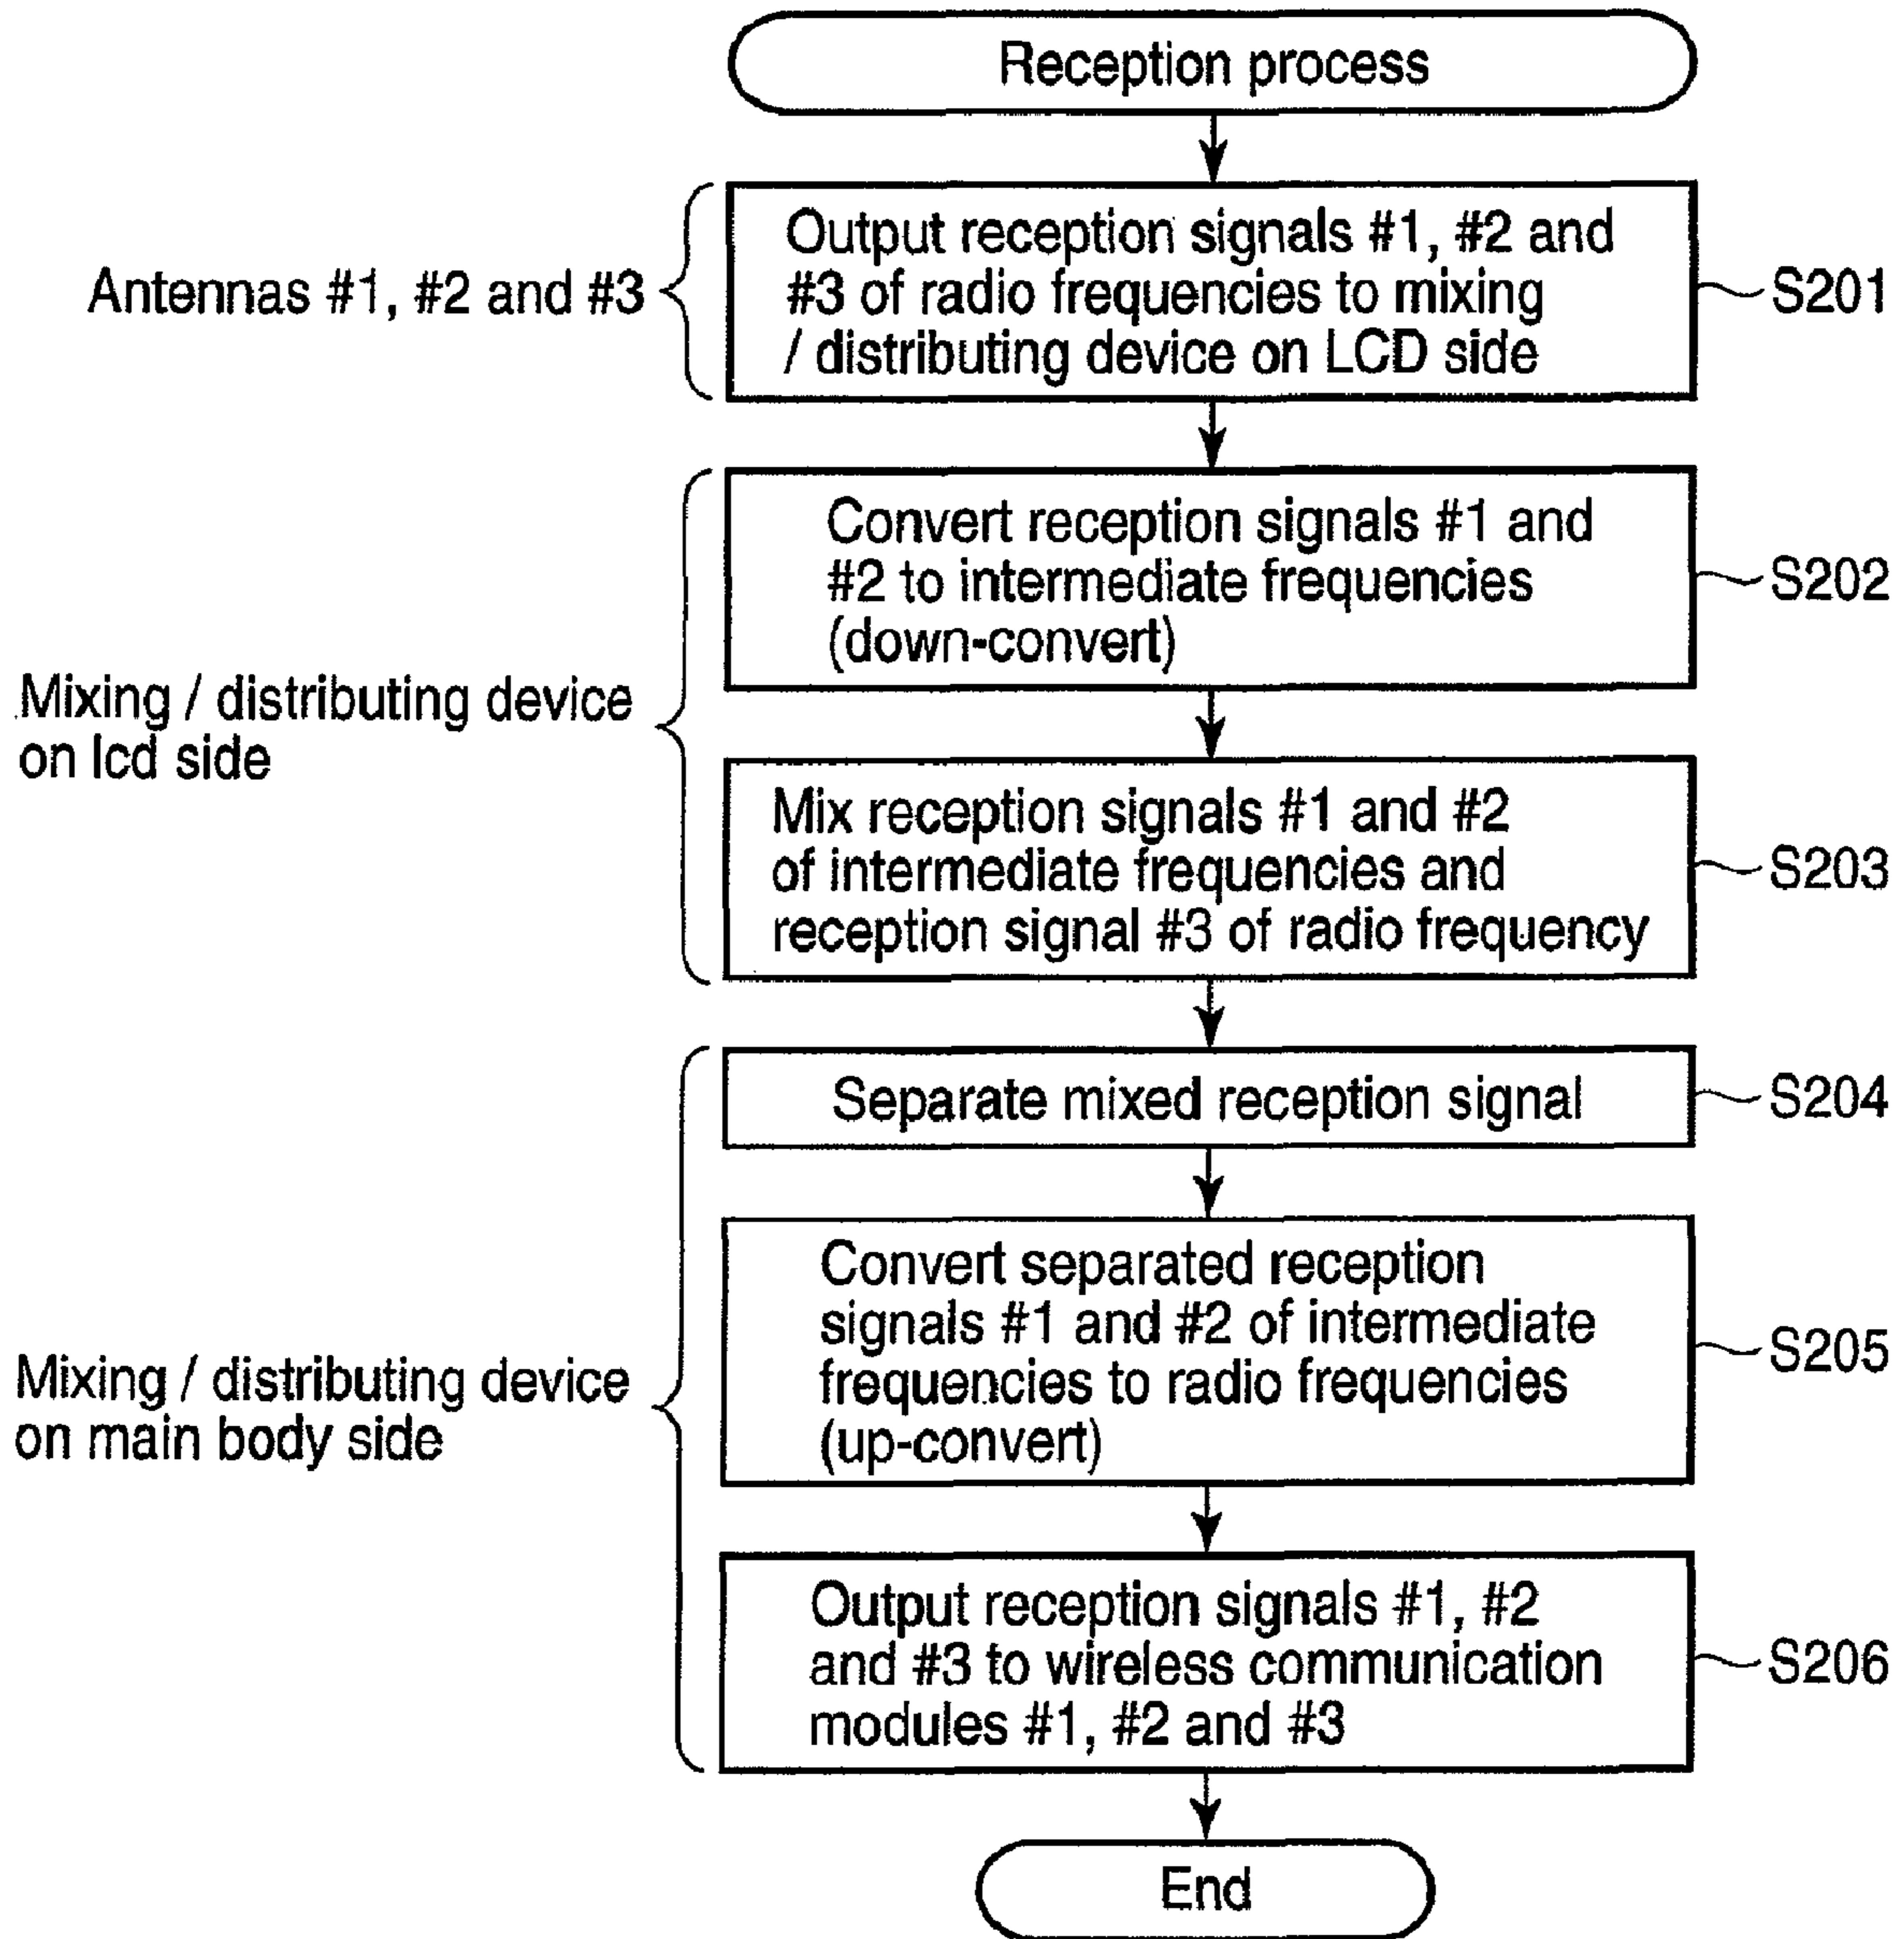 Reception process
Antennas #1, #2 and #3
Output reception signals #1, #2 and
#3 of radio frequencies to mixing
/ distributing device on LCD side
S201
Mixing / distributing device
on lcd side
Convert reception signals #1 and
#2 to intermediate frequencies
(down-convert)
S202
Mix reception signals #1 and #2
of intermediate frequencies and
reception signal #3 of radio frequency
S203
Mixing / distributing device
on main body side
Separate mixed reception signal
S204
Convert separated reception
signals #1 and #2 of intermediate
frequencies to radio frequencies
(up-convert)
S205
Output reception signals #1, #2
and #3 to wireless communication
modules #1, #2 and #3
S206
End